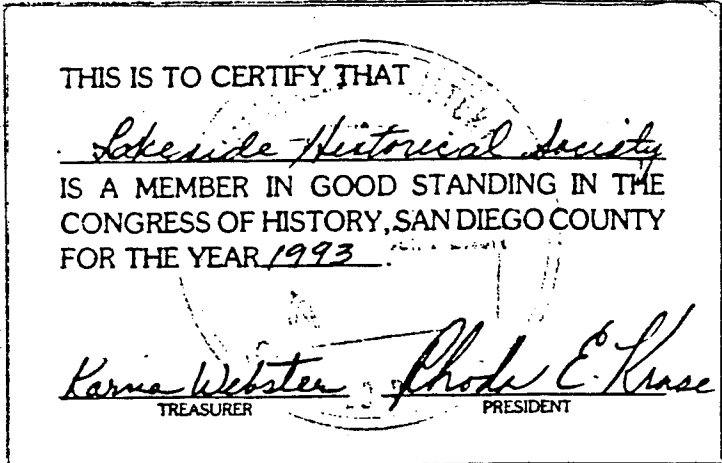 THIS IS TO CERTIFY THAT
Lakeside Historical Society
IS A MEMBER IN GOOD STANDING IN THE
CONGRESS OF HISTORY, SAN DIEGO COUNTY
FOR THE YEAR 1993.
Karna Webster Rhoda E. Kruse
TREASURER PRESIDENT